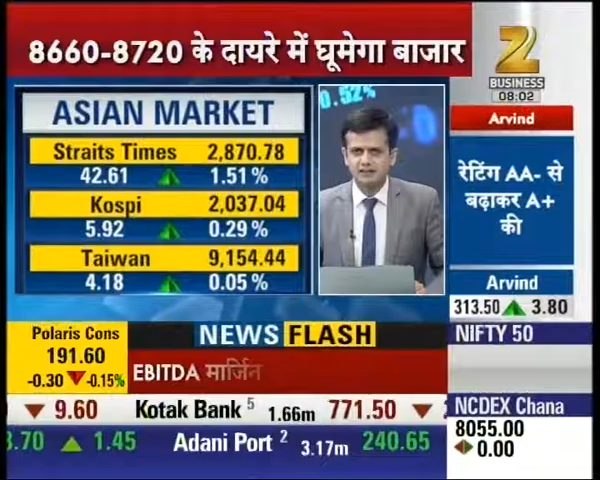 8660-8720 के दायरे में घूमेगा बाजार
Z
BUSINESS
08:02
ASIAN MARKET
Straits Times 2,870.78
42.61 1.51 %
Kospi 2,037.04
5.92 0.29 %
Taiwan 9,154.44
4.18 0.05 %
0.52%
Arvind
रेटिंग AA- से
बढ़ाकर A+
की
Arvind
313.50 3.80
Polaris Cons
191.60
-0.30 -0.15%
NEWS FLASH
EBITDA मार्जिन
NIFTY 50
9.60 Kotak Bank 5 1.66m 771.50
3.70 1.45 Adani Port 2 3.17m 240.65
NCDEX Chana
8055.00
0.00